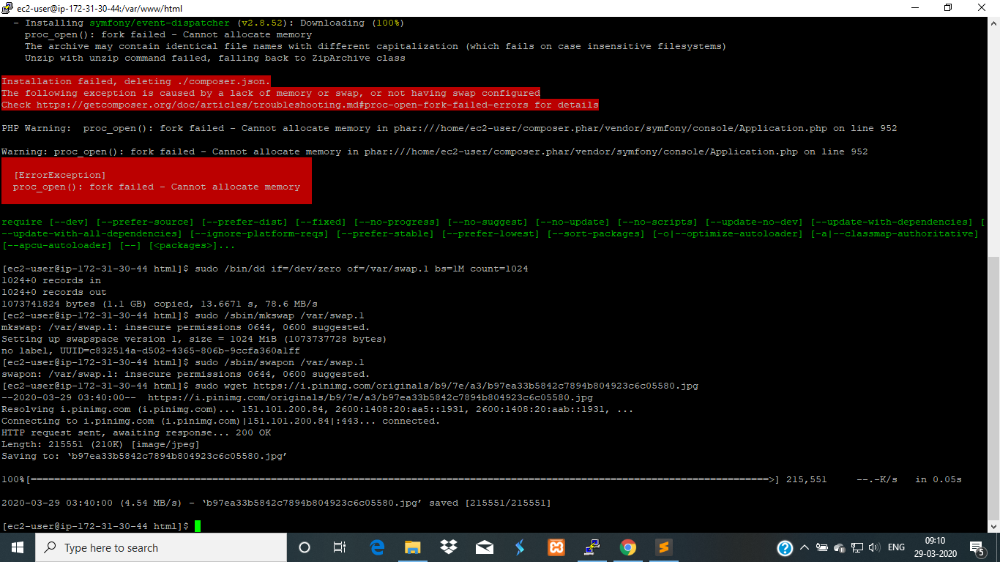 ec2-user@ip-172-31-30-44:/var/www/html
- Installing symfony/event-dispatcher (v2.8.52): Downloading (100%)
proc_open(): fork failed - Cannot allocate memory
The archive may contain identical file names with different capitalization (which fails on case insensitive filesystems)
Unzip with unzip command failed, falling back to ZipArchive class
Installation failed, deleting ./composer.json.
The following exception is caused by a lack of memory or swap, or not having swap configured
Check https://getcomposer.org/doc/articles/troubleshooting.md#proc-open-fork-failed-errors for details
PHP Warning:  proc_open(): fork failed - Cannot allocate memory in phar:///home/ec2-user/composer.phar/vendor/symfony/console/Application.php on line 952
Warning: proc_open(): fork failed - Cannot allocate memory in phar:///home/ec2-user/composer.phar/vendor/symfony/console/Application.php on line 952
[ErrorException]
proc_open(): fork failed - Cannot allocate memory
require [--dev] [--prefer-source] [--prefer-dist] [--fixed] [--no-progress] [--no-suggest] [--no-update] [--no-scripts] [--update-no-dev] [--update-with-dependencies] [
--update-with-all-dependencies] [--ignore-platform-reqs] [--prefer-stable] [--prefer-lowest] [--sort-packages] [-o|--optimize-autoloader] [-a|--classmap-authoritative]
[--apcu-autoloader] [--] [<packages>]...
[ec2-user@ip-172-31-30-44 html]$ sudo /bin/dd if=/dev/zero of=/var/swap.1 bs=1M count=1024
1024+0 records in
1024+0 records out
1073741824 bytes (1.1 GB) copied, 13.6671 s, 78.6 MB/s
[ec2-user@ip-172-31-30-44 html]$ sudo /sbin/mkswap /var/swap.1
mkswap: /var/swap.1: insecure permissions 0644, 0600 suggested.
Setting up swapspace version 1, size = 1024 MiB (1073737728 bytes)
no label, UUID=c832514a-d502-4365-806b-9ccfa360a1ff
[ec2-user@ip-172-31-30-44 html]$ sudo /sbin/swapon /var/swap.1
swapon: /var/swap.1: insecure permissions 0644, 0600 suggested.
[ec2-user@ip-172-31-30-44 html]$ sudo wget https://i.pinimg.com/originals/b9/7e/a3/b97ea33b5842c7894b804923c6c05580.jpg
--2020-03-29 03:40:00--  https://i.pinimg.com/originals/b9/7e/a3/b97ea33b5842c7894b804923c6c05580.jpg
Resolving i.pinimg.com (i.pinimg.com)... 151.101.200.84, 2600:1408:20:aa5::1931, 2600:1408:20:aab::1931, ...
Connecting to i.pinimg.com (i.pinimg.com)|151.101.200.84|:443... connected.
HTTP request sent, awaiting response... 200 OK
Length: 215551 (210K) [image/jpeg]
Saving to: ‘b97ea33b5842c7894b804923c6c05580.jpg’
100%[==============================================================================================================================>] 215,551     --.-K/s   in 0.05s
2020-03-29 03:40:00 (4.54 MB/s) - ‘b97ea33b5842c7894b804923c6c05580.jpg’ saved [215551/215551]
[ec2-user@ip-172-31-30-44 html]$
Type here to search
ENG
09:10
29-03-2020
5